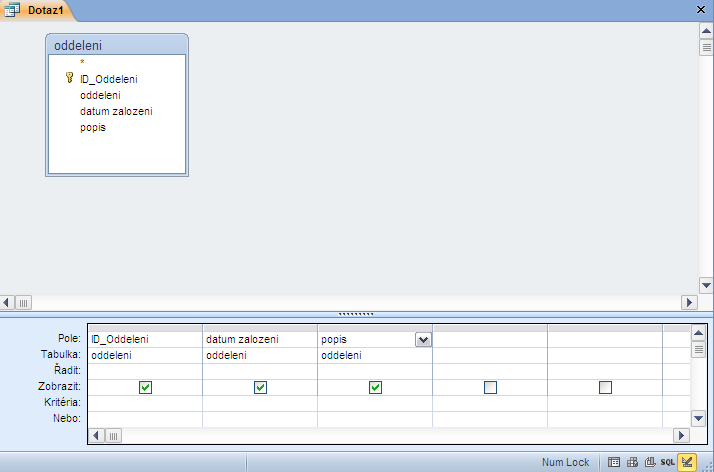 Dotaz1
oddeleni
*
ID_Oddeleni
oddeleni
datum zalozeni
popis
Pole: ID_Oddeleni datum zalozeni popis
Tabulka: oddeleni oddeleni oddeleni
Řadit:
Zobrazit:
Kritéria:
Nebo:
Num Lock SQL